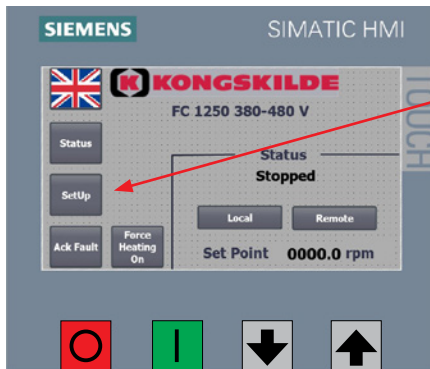 SIEMENS
SIMATIC HMI
TOUCH
K KONGSKILDE
FC 1250 380-480 V
Status
Status
Stopped
SetUp
Local
Remote
Ack Fault
Force
Heating
On
Set Point 0000.0 rpm